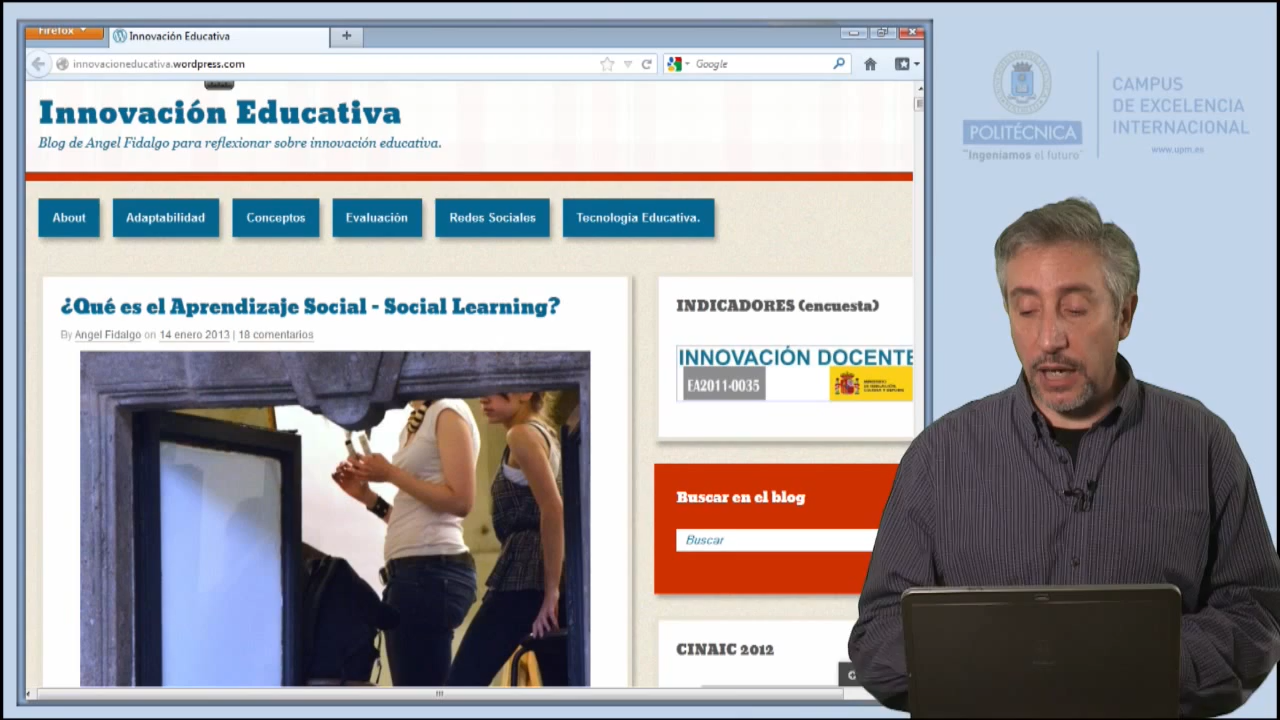 Firefox
Innovación Educativa
innovacioneducativa.wordpress.com
Google
Innovación Educativa
Blog de Angel Fidalgo para reflexionar sobre innovación educativa.
About
Adaptabilidad
Conceptos
Evaluación
Redes Sociales
Tecnología Educativa.
¿Qué es el Aprendizaje Social - Social Learning?
By Angel Fidalgo on 14 enero 2013 | 18 comentarios
INDICADORES (encuesta)
INNOVACIÓN DOCENTE
EA2011-0035
Buscar en el blog
Buscar
CINAIC 2012
POLITÉCNICA
"Ingeniamos el futuro"
CAMPUS
DE EXCELENCIA
INTERNACIONAL
www.upm.es